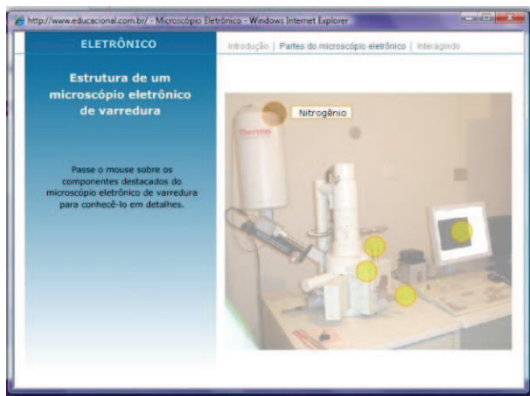 http://www.educacional.com.br/ - Microscópio Eletrônico - Windows Internet Explorer
ELETRÔNICO
Introdução | Partes do microscópio eletrônico | Interagindo
Estrutura de um
microscópio eletrônico
de varredura
Passe o mouse sobre os
componentes destacados do
microscópio eletrônico de varredura
para conhecê-lo em detalhes.
Nitrogênio
Thermo